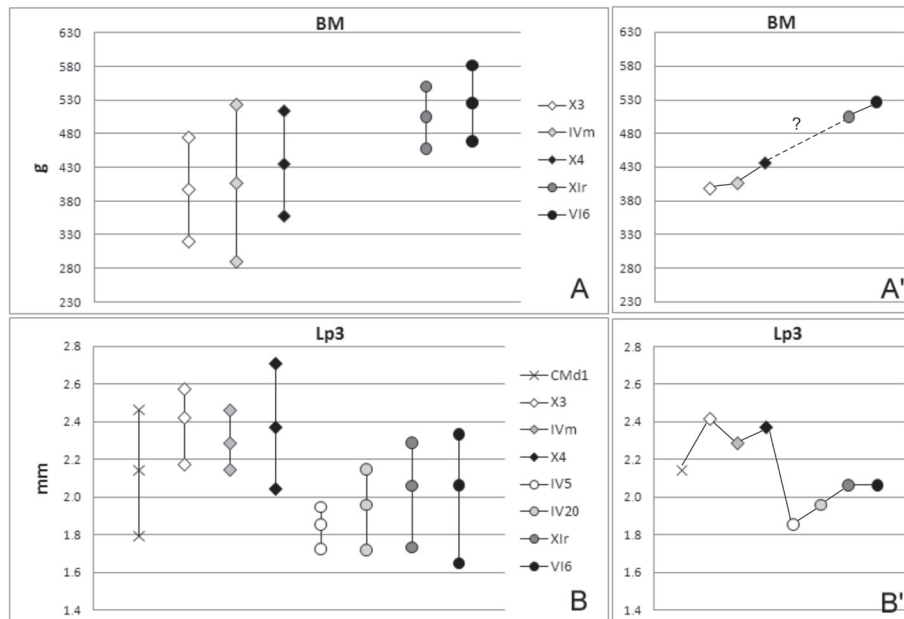 BM
630
580
530
480
430
380
330
280
230
g
X3
IVm
X4
XIr
VI6
A
BM
630
580
530
480
430
380
330
280
230
?
A'
Lp3
2.8
2.6
2.4
2.2
2.0
1.8
1.6
1.4
mm
CMd1
X3
IVm
X4
IV5
IV20
XIr
VI6
B
Lp3
2.8
2.6
2.4
2.2
2.0
1.8
1.6
1.4
B'